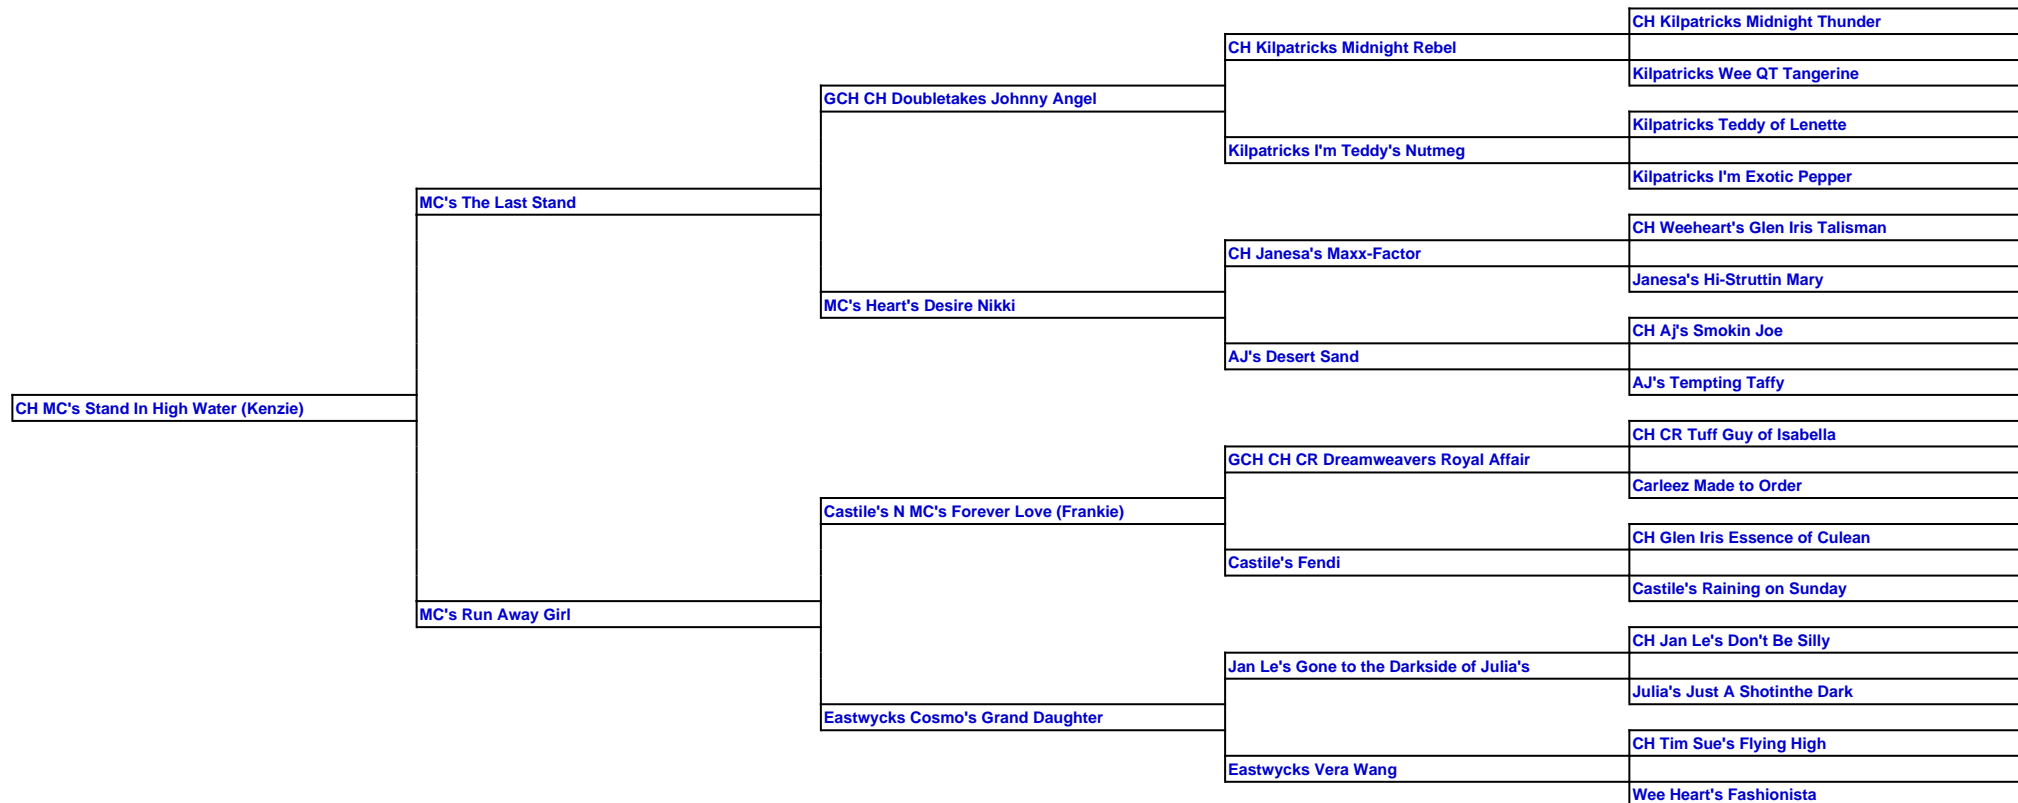 CH Kilpatricks Midnight Thunder
CH Kilpatricks Midnight Rebel
Kilpatricks Wee QT Tangerine
GCH CH Doubletakes Johnny Angel
Kilpatricks Teddy of Lenette
Kilpatricks I'm Teddy's Nutmeg
Kilpatricks I'm Exotic Pepper
MC's The Last Stand
CH Weeheart's Glen Iris Talisman
CH Janesa's Maxx-Factor
Janesa's Hi-Struttin Mary
MC's Heart's Desire Nikki
CH Aj's Smokin Joe
AJ's Desert Sand
AJ's Tempting Taffy
CH MC's Stand In High Water (Kenzie)
CH CR Tuff Guy of Isabella
GCH CH CR Dreamweavers Royal Affair
Carleez Made to Order
Castile's N MC's Forever Love (Frankie)
CH Glen Iris Essence of Culean
Castile's Fendi
Castile's Raining on Sunday
MC's Run Away Girl
CH Jan Le's Don't Be Silly
Jan Le's Gone to the Darkside of Julia's
Julia's Just A Shotinthe Dark
Eastwycks Cosmo's Grand Daughter
CH Tim Sue's Flying High
Eastwycks Vera Wang
Wee Heart's Fashionista